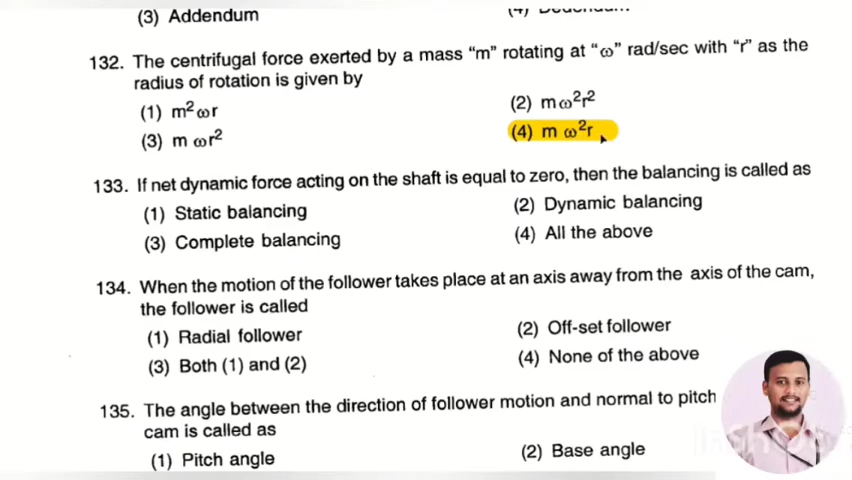 (3) Addendum
(4) Dedendum
132. The centrifugal force exerted by a mass "m" rotating at "ω" rad/sec with "r" as the
radius of rotation is given by
(1) m²ωr
(2) mω²r²
(3) m ωr²
(4) m ω²r
133. If net dynamic force acting on the shaft is equal to zero, then the balancing is called as
(1) Static balancing
(2) Dynamic balancing
(3) Complete balancing
(4) All the above
134. When the motion of the follower takes place at an axis away from the axis of the cam,
the follower is called
(1) Radial follower
(2) Off-set follower
(3) Both (1) and (2)
(4) None of the above
135. The angle between the direction of follower motion and normal to pitch
cam is called as
(1) Pitch angle
(2) Base angle